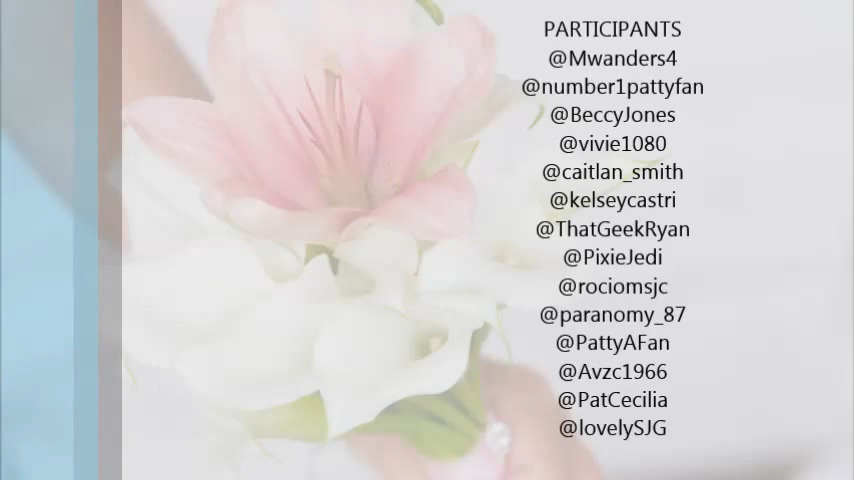 PARTICIPANTS
@Mwanders4
@number1pattyfan
@BeccyJones
@vivie1080
@caitlan_smith
@kelseycastri
@ThatGeekRyan
@PixieJedi
@rociomsjc
@paranomy_87
@PattyAFan
@Avzc1966
@PatCecilia
@lovelySJG